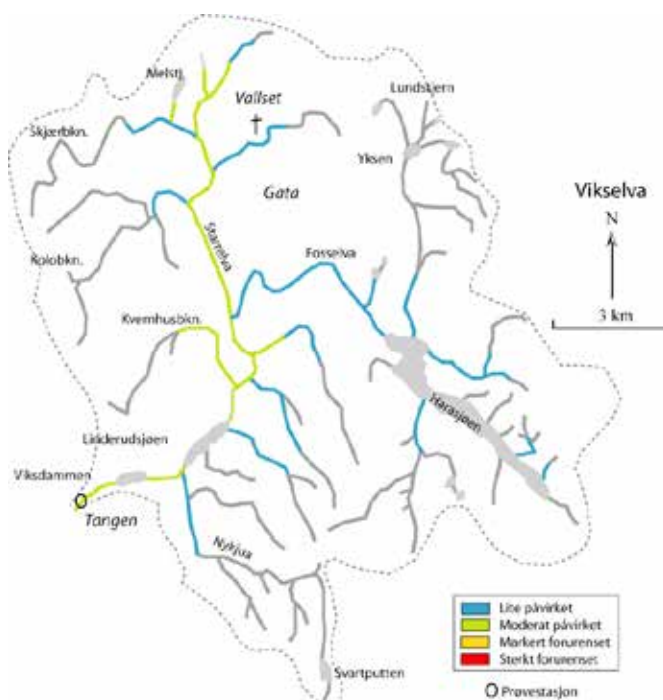 Melstj.
Vallset
Lundstjern
Skjærbkn.
Yksen
Vikselva
N
Gata
Starelva
Kolobkn.
Fosselva
3 km
Kvernhusbkn.
Harasjøen
Lidderudsjøen
Viksdammen
Tangen
Nykjua
Svartputten
Lite påvirket
Moderat påvirket
Markert forurenset
Sterkt forurenset
Prøvestasjon